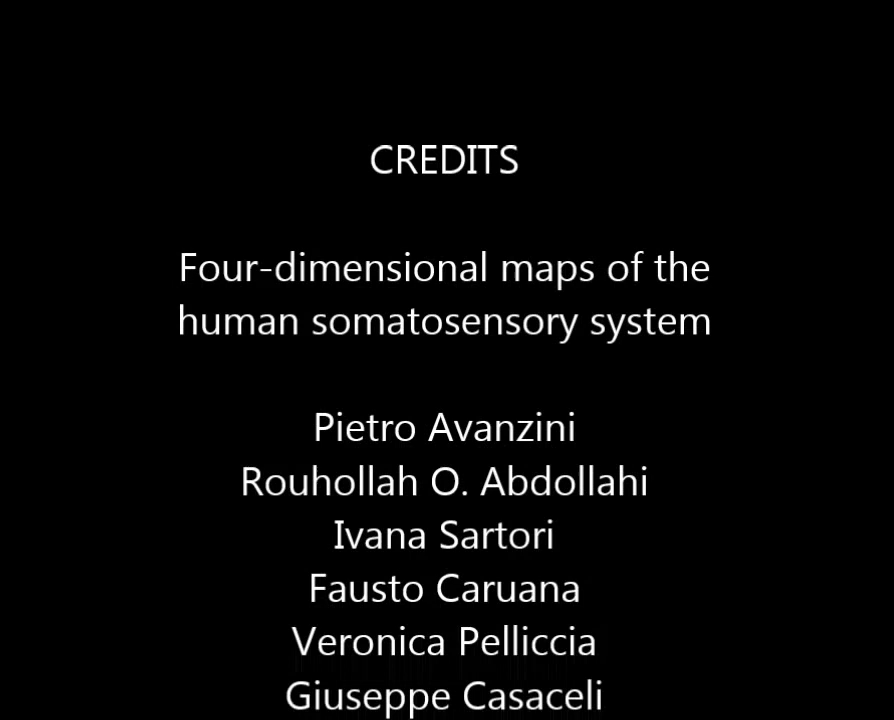 CREDITS
Four-dimensional maps of the
human somatosensory system
Pietro Avanzini
Rouhollah O. Abdollahi
Ivana Sartori
Fausto Caruana
Veronica Pelliccia
Giuseppe Casaceli